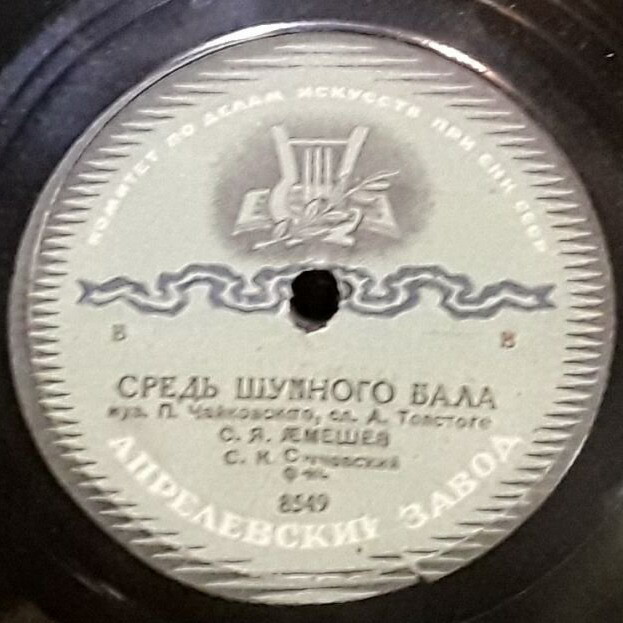 КОМИТЕТ ПО ДЕЛАМ ИСКУССТВ ПРИ СНК СССР
В В
СРЕДЬ ШУМНОГО БАЛА
муз. П. Чайковского, сл. А. Толстого
С. Я. ЛЕМЕШЕВ
С. К. Стучевский
ф-п.
8549
АПРЕЛЕВСКИЙ ЗАВОД